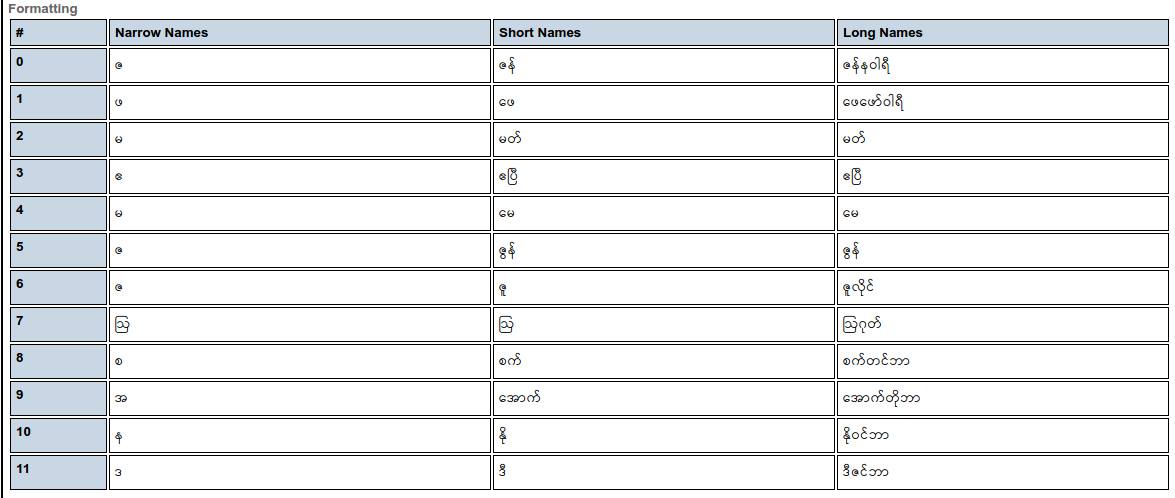 Formatting
# Narrow Names Short Names Long Names
0 ဇ ဇန် ဇန်နဝါရီ
1 ဖ ဖေ ဖေဖော်ဝါရီ
2 မ မတ် မတ်
3 ဧ ဧပြီ ဧပြီ
4 မ မေ မေ
5 ဇ ဇွန် ဇွန်
6 ဇ ဇူ ဇူလိုင်
7 ဩ ဩ ဩဂုတ်
8 စ စက် စက်တင်ဘာ
9 အ အောက် အောက်တိုဘာ
10 န နို နိုဝင်ဘာ
11 ဒ ဒီ ဒီဇင်ဘာ